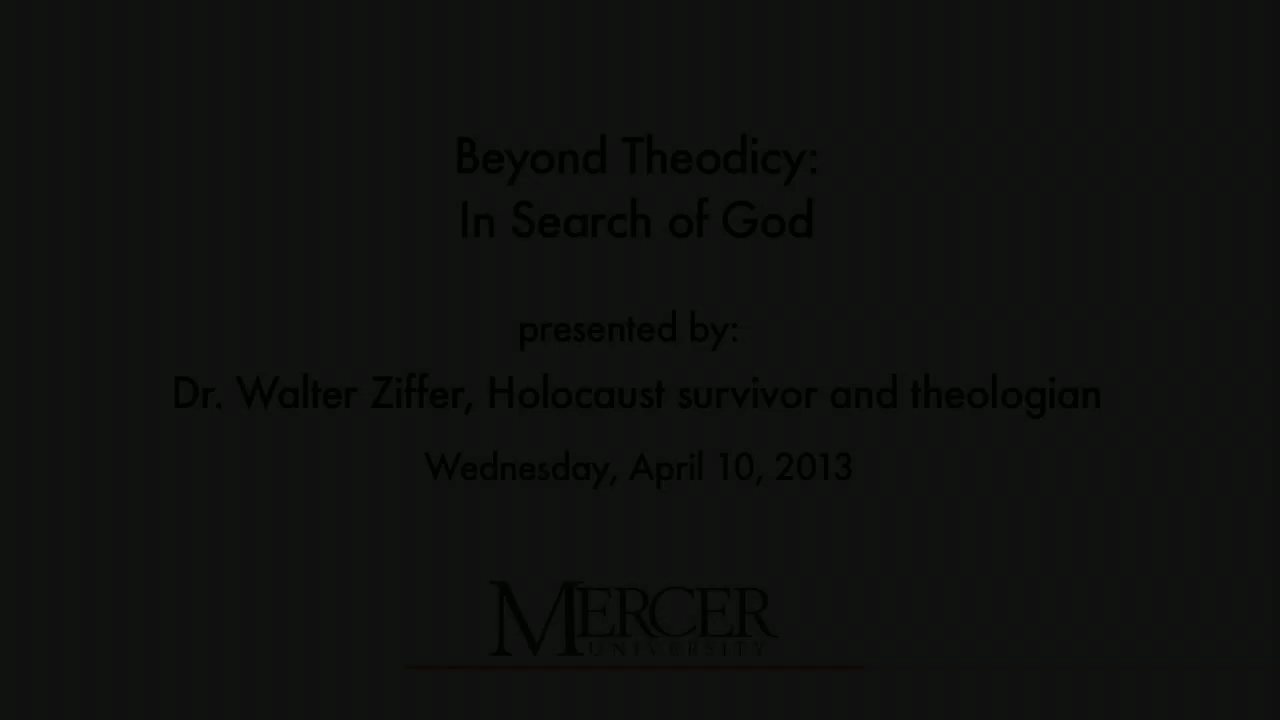 Beyond Theodicy:
In Search of God
presented by:
Dr. Walter Ziffer, Holocaust survivor and theologian
Wednesday, April 10, 2013
MERCER
UNIVERSITY